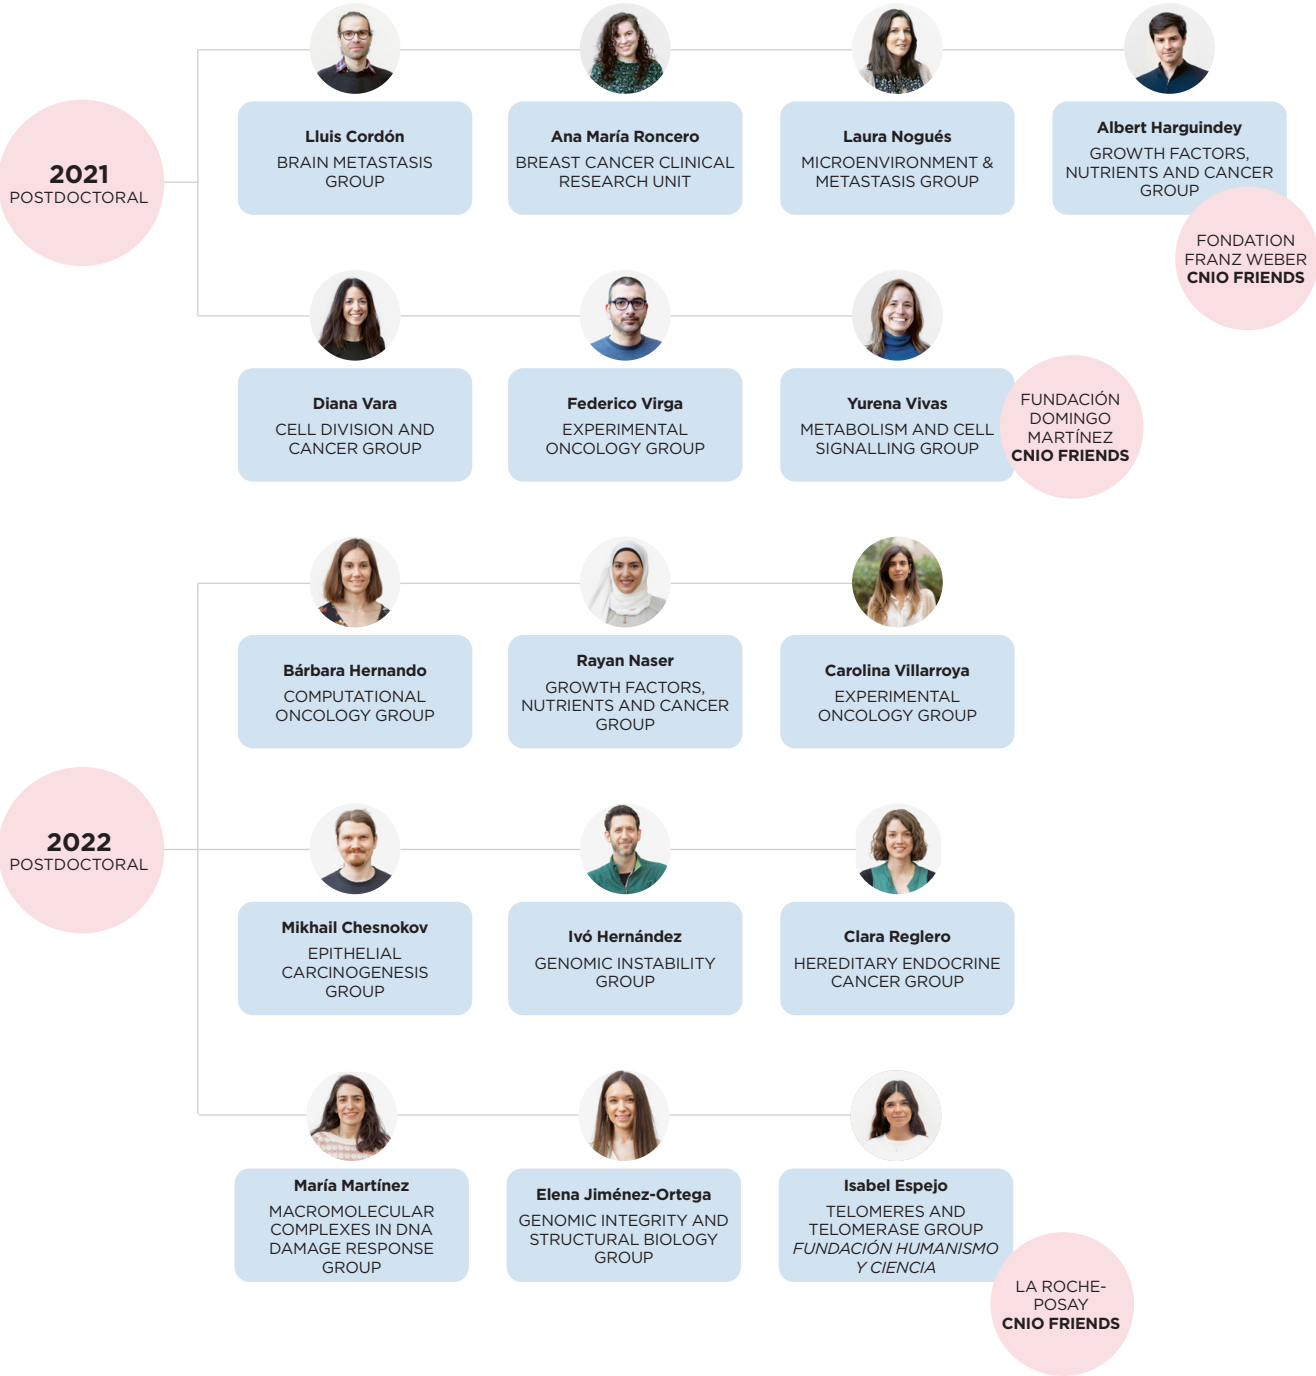 2021
POSTDOCTORAL
Lluis Cordón
BRAIN METASTASIS
GROUP
Ana María Roncero
BREAST CANCER CLINICAL
RESEARCH UNIT
Laura Nogués
MICROENVIRONMENT &
METASTASIS GROUP
Albert Harguindey
GROWTH FACTORS,
NUTRIENTS AND CANCER
GROUP
FONDATION
FRANZ WEBER
CNIO FRIENDS
Diana Vara
CELL DIVISION AND
CANCER GROUP
Federico Virga
EXPERIMENTAL
ONCOLOGY GROUP
Yurena Vivas
METABOLISM AND CELL
SIGNALLING GROUP
FUNDACIÓN
DOMINGO
MARTÍNEZ
CNIO FRIENDS
2022
POSTDOCTORAL
Bárbara Hernando
COMPUTATIONAL
ONCOLOGY GROUP
Rayan Naser
GROWTH FACTORS,
NUTRIENTS AND CANCER
GROUP
Carolina Villarroya
EXPERIMENTAL
ONCOLOGY GROUP
Mikhail Chesnokov
EPITHELIAL
CARCINOGENESIS
GROUP
Ivó Hernández
GENOMIC INSTABILITY
GROUP
Clara Reglero
HEREDITARY ENDOCRINE
CANCER GROUP
María Martínez
MACROMOLECULAR
COMPLEXES IN DNA
DAMAGE RESPONSE
GROUP
Elena Jiménez-Ortega
GENOMIC INTEGRITY AND
STRUCTURAL BIOLOGY
GROUP
Isabel Espejo
TELOMERES AND
TELOMERASE GROUP
FUNDACIÓN HUMANISMO
Y CIENCIA
LA ROCHE-
POSAY
CNIO FRIENDS